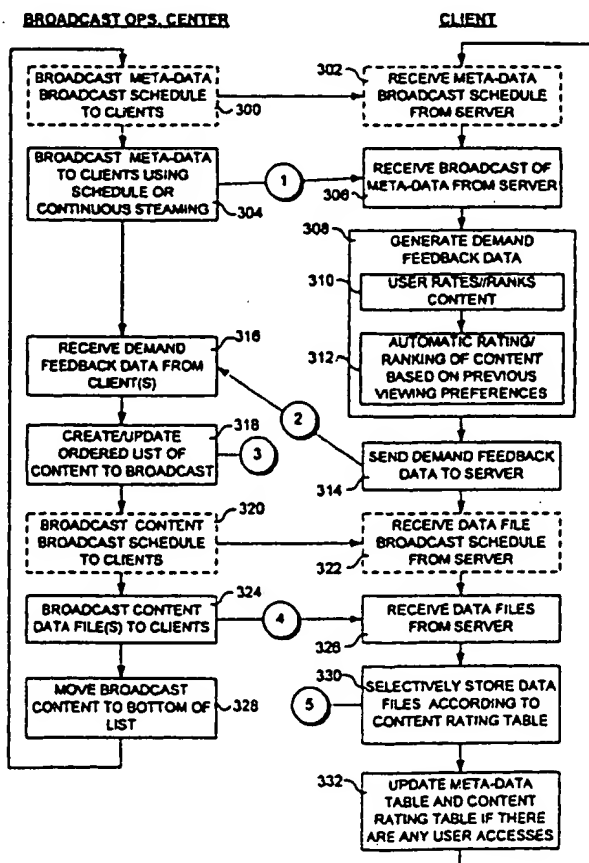 BROADCAST OPS. CENTER
BROADCAST META-DATA
BROADCAST SCHEDULE
TO CLIENTS
300
BROADCAST META-DATA
TO CLIENTS USING
SCHEDULE OR
CONTINUOUS STEAMING
304
1
RECEIVE DEMAND
FEEDBACK DATA FROM
CLIENT(S)
316
2
CREATE/UPDATE
ORDERED LIST OF
CONTENT TO BROADCAST
318
3
BROADCAST CONTENT
BROADCAST SCHEDULE
TO CLIENTS
320
BROADCAST CONTENT
DATA FILE(S) TO CLIENTS
324
4
MOVE BROADCAST
CONTENT TO BOTTOM OF
LIST
328
CLIENT
302
RECEIVE META-DATA
BROADCAST SCHEDULE
FROM SERVER
RECEIVE BROADCAST OF
META-DATA FROM SERVER
306
308
GENERATE DEMAND
FEEDBACK DATA
310
USER RATES//RANKS
CONTENT
312
AUTOMATIC RATING/
RANKING OF CONTENT
BASED ON PREVIOUS
VIEWING PREFERENCES
SEND DEMAND FEEDBACK
DATA TO SERVER
314
RECEIVE DATA FILE
BROADCAST SCHEDULE
FROM SERVER
322
RECEIVE DATA FILES
FROM SERVER
326
330
SELECTIVELY STORE DATA
FILES ACCORDING TO
CONTENT RATING TABLE
5
332
UPDATE META-DATA
TABLE AND CONTENT
RATING TABLE IF THERE
ARE ANY USER ACCESSES